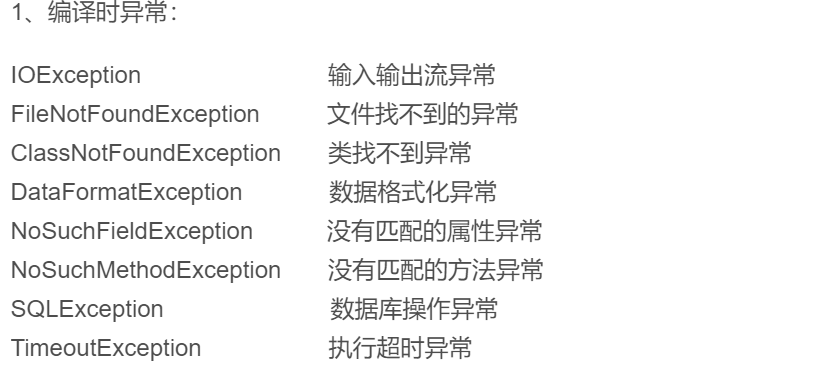 1、编译时异常：
IOException 输入输出流异常
FileNotFoundException 文件找不到的异常
ClassNotFoundException 类找不到异常
DataFormatException 数据格式化异常
NoSuchFieldException 没有匹配的属性异常
NoSuchMethodException 没有匹配的方法异常
SQLException 数据库操作异常
TimeoutException 执行超时异常